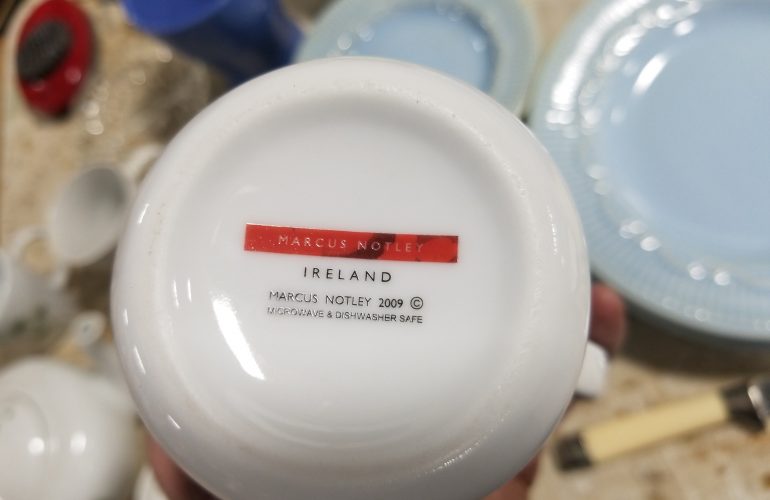 MARCUS NOTLEY
IRELAND
MARCUS NOTLEY 2009 ©
MICROWAVE & DISHWASHER SAFE